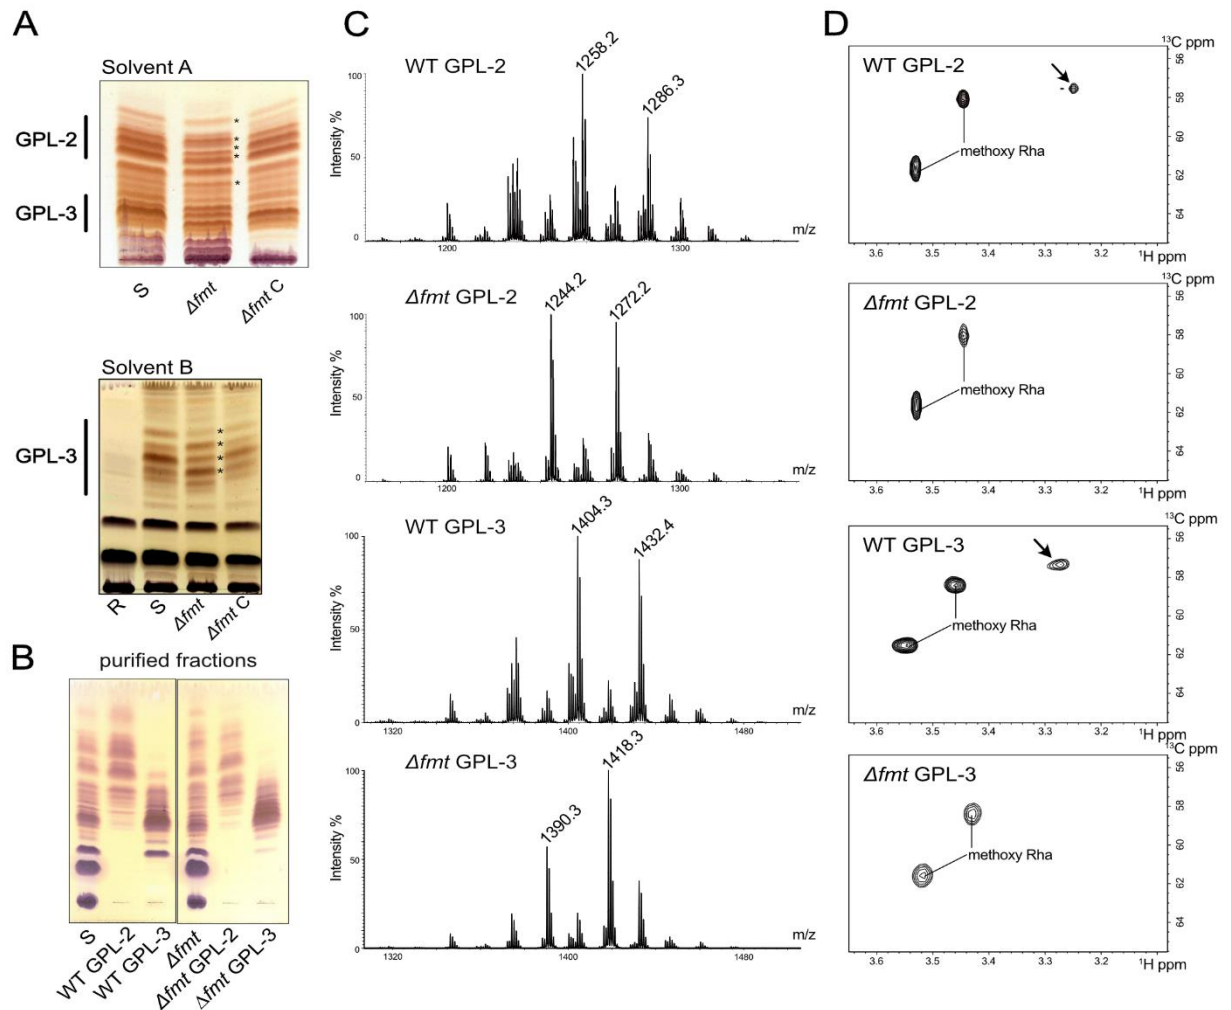 A
Solvent A
GPL-2
GPL-3
S
Δfmt
Δfmt C
*
*
*
*
*
Solvent B
GPL-3
*
*
*
R
S
Δfmt
Δfmt C
B
purified fractions
S
WT GPL-2
WT GPL-3
Δfmt
Δfmt GPL-2
Δfmt GPL-3
C
WT GPL-2
1258.2
1286.3
Intensity %
100
50
0
1200
1300
m/z
Δfmt GPL-2
1244.2
1272.2
Intensity %
100
50
0
1200
1300
m/z
WT GPL-3
1404.3
1432.4
Intensity %
100
50
0
1320
1400
1480
m/z
Δfmt GPL-3
1390.3
1418.3
Intensity %
100
50
0
1320
1400
1480
m/z
D
WT GPL-2
methoxy Rha
13C ppm
56
58
60
62
64
3.6
3.5
3.4
3.3
3.2
1H ppm
Δfmt GPL-2
methoxy Rha
13C ppm
56
58
60
62
64
3.6
3.5
3.4
3.3
3.2
1H ppm
WT GPL-3
methoxy Rha
13C ppm
56
58
60
62
64
3.6
3.5
3.4
3.3
3.2
1H ppm
Δfmt GPL-3
methoxy Rha
13C ppm
56
58
60
62
64
3.6
3.5
3.4
3.3
3.2
1H ppm